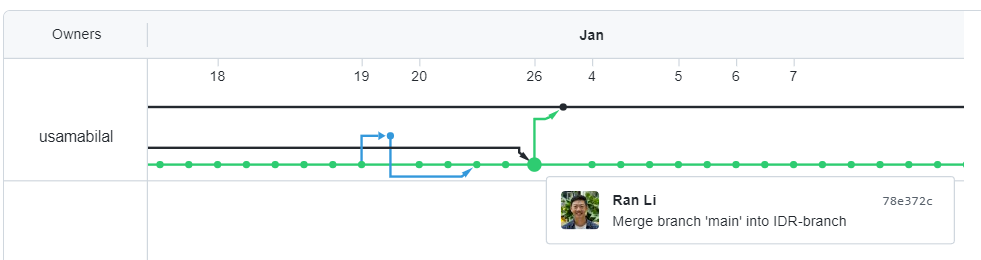 Owners
Jan
18 19 20 26 4 5 6 7
usamabilal
Ran Li 78e372c
Merge branch 'main' into IDR-branch